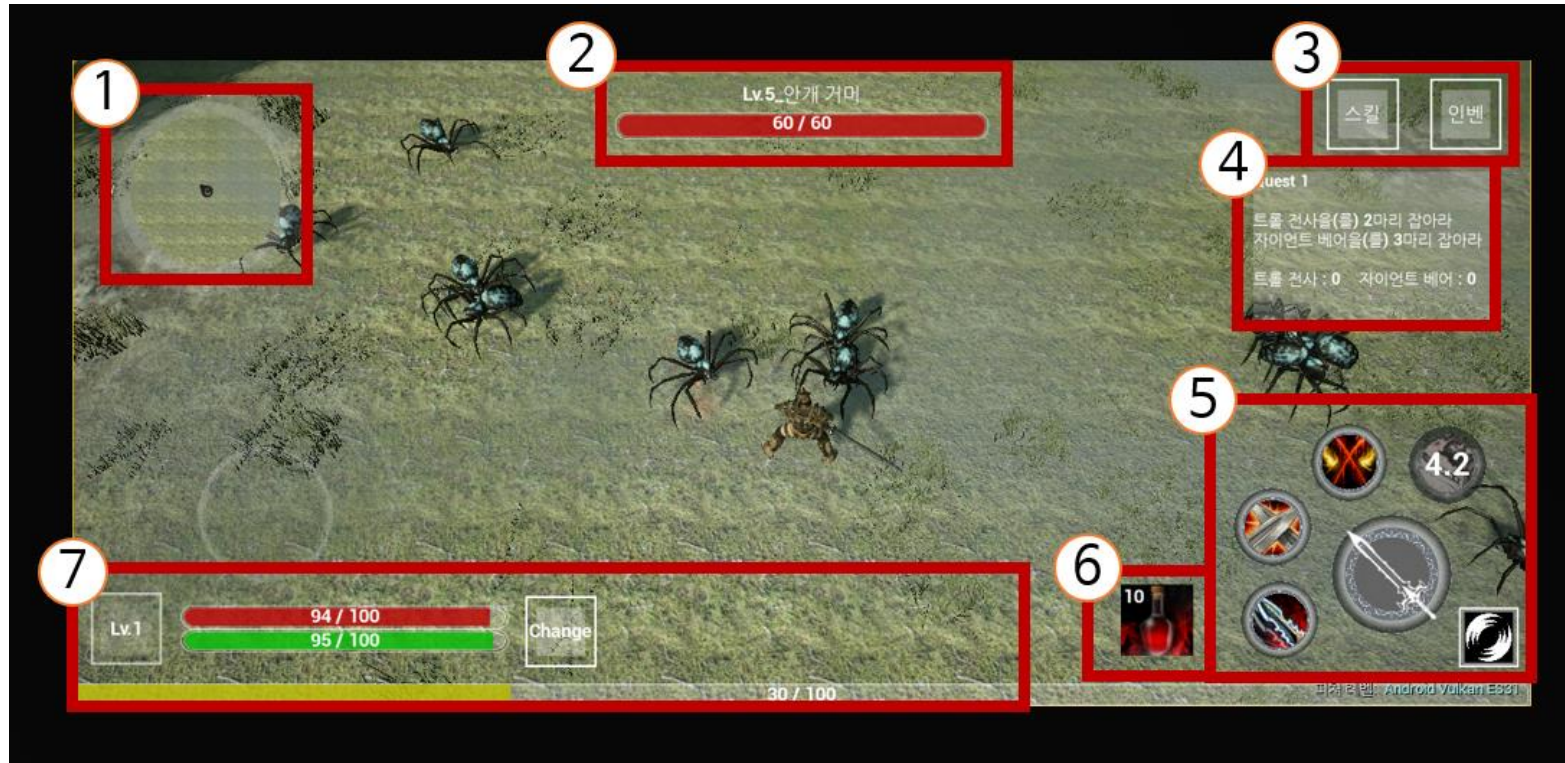 1
2
Lv.5_안개 거미
60 / 60
3
스킬
인벤
4
uest 1
트롤 전사을(를) 2마리 잡아라
자이언트 베어을(를) 3마리 잡아라
트롤 전사 : 0 자이언트 베어 : 0
5
4.2
6
10
7
Lv.1
94 / 100
95 / 100
Change
30 / 100
Android Vulkan ES31